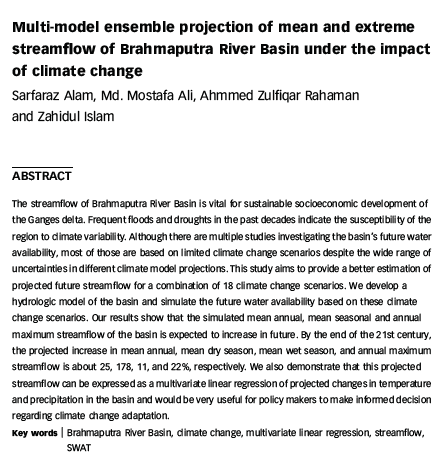 Multi-model ensemble projection of mean and extreme
streamflow of Brahmaputra River Basin under the impact
of climate change
Sarfaraz Alam, Md. Mostafa Ali, Ahmmed Zulfiqar Rahaman
and Zahidul Islam
ABSTRACT
The streamflow of Brahmaputra River Basin is vital for sustainable socioeconomic development of
the Ganges delta. Frequent floods and droughts in the past decades indicate the susceptibility of the
region to climate variability. Although there are multiple studies investigating the basin's future water
availability, most of those are based on limited climate change scenarios despite the wide range of
uncertainties in different climate model projections. This study aims to provide a better estimation of
projected future streamflow for a combination of 18 climate change scenarios. We develop a
hydrologic model of the basin and simulate the future water availability based on these climate
change scenarios. Our results show that the simulated mean annual, mean seasonal and annual
maximum streamflow of the basin is expected to increase in future. By the end of the 21st century,
the projected increase in mean annual, mean dry season, mean wet season, and annual maximum
streamflow is about 25, 178, 11, and 22%, respectively. We also demonstrate that this projected
streamflow can be expressed as a multivariate linear regression of projected changes in temperature
and precipitation in the basin and would be very useful for policy makers to make informed decision
regarding climate change adaptation.
Key words | Brahmaputra River Basin, climate change, multivariate linear regression, streamflow,
SWAT